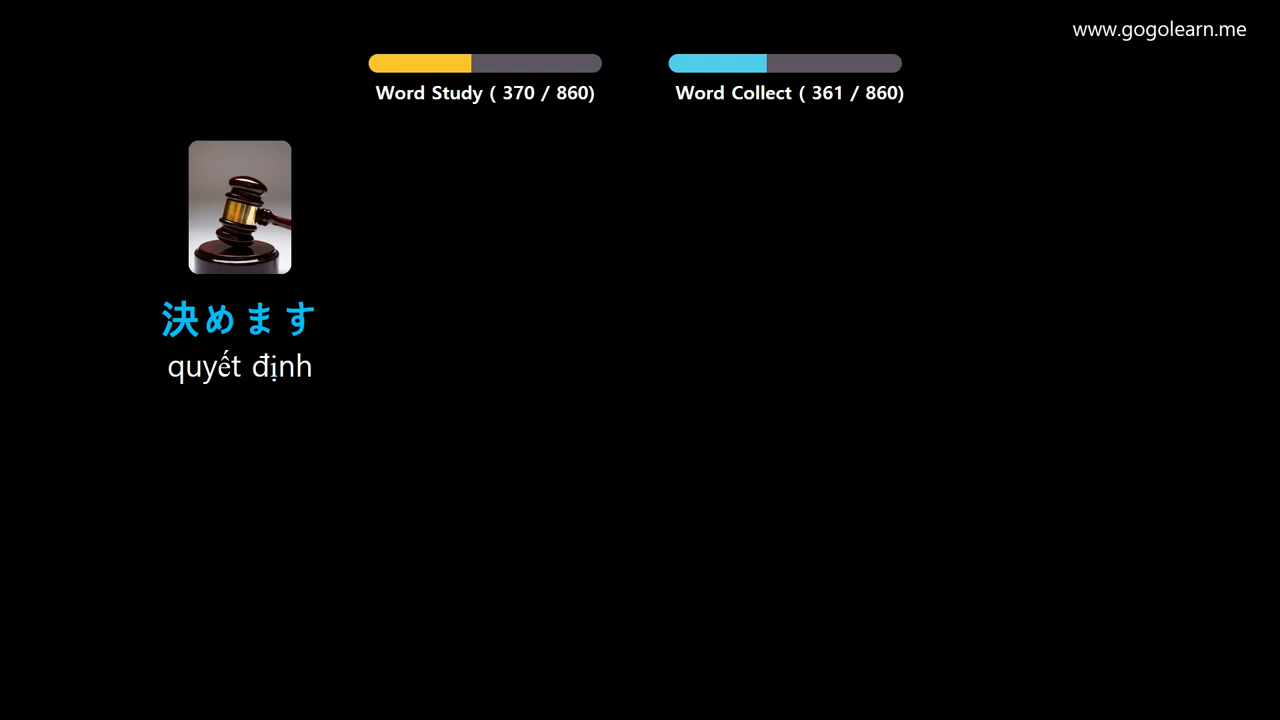 www.gogolearn.me
Word Study ( 370 / 860)
Word Collect ( 361 / 860)
決めます
quyết định